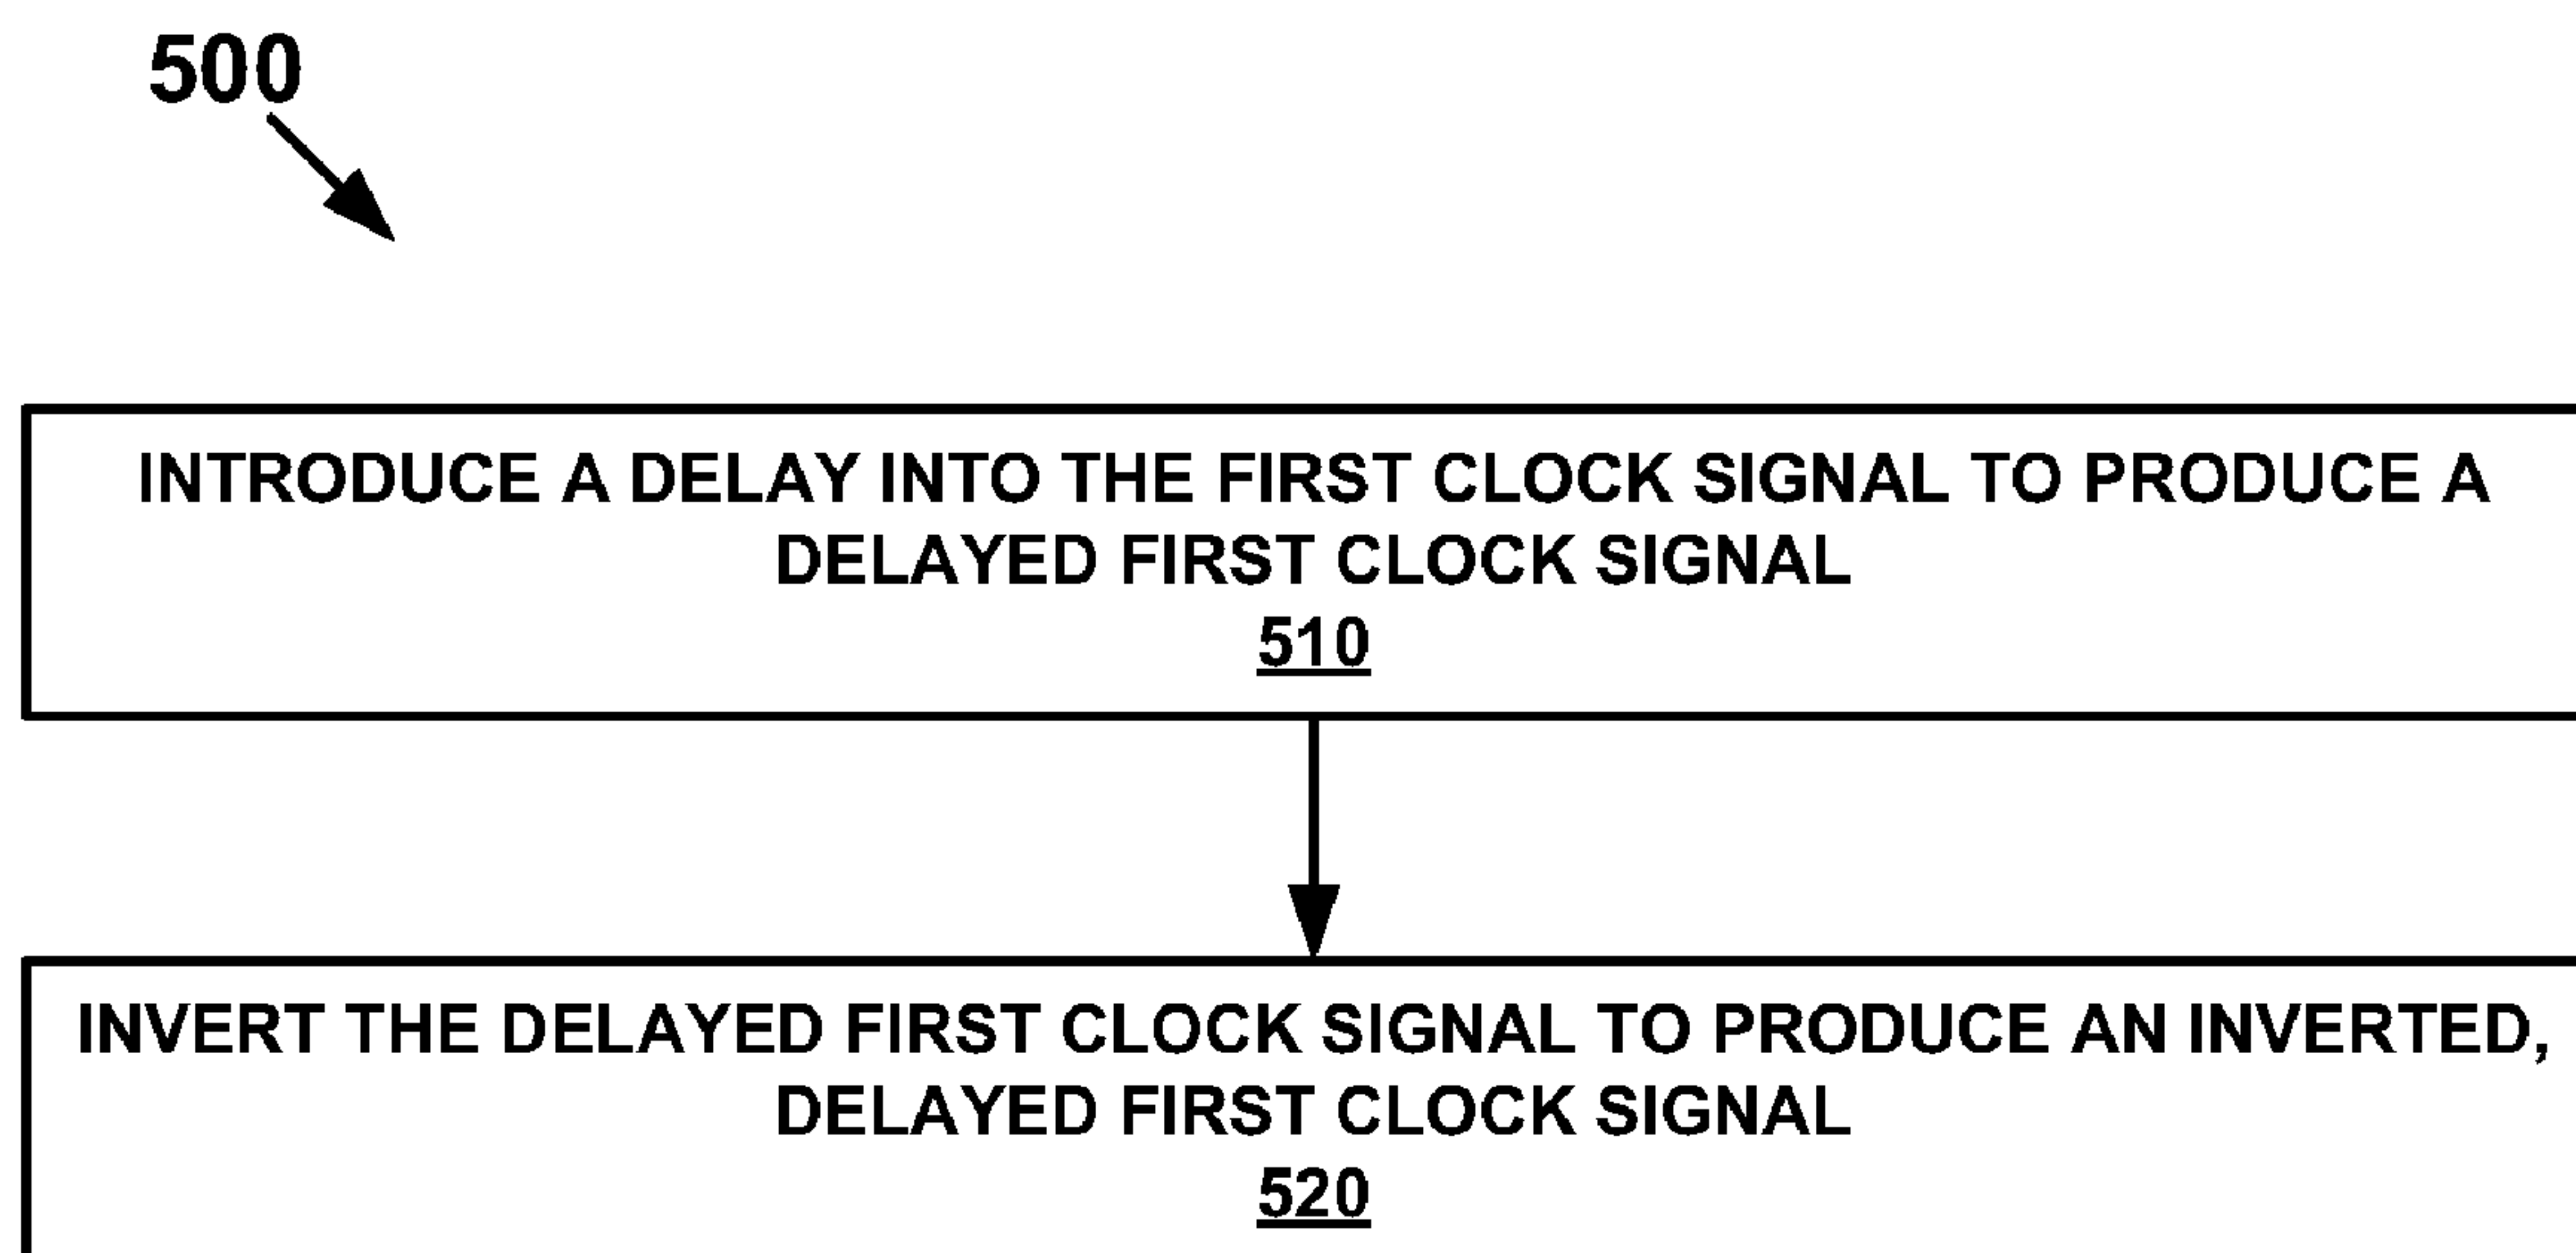 500
INTRODUCE A DELAY INTO THE FIRST CLOCK SIGNAL TO PRODUCE A
DELAYED FIRST CLOCK SIGNAL
510
INVERT THE DELAYED FIRST CLOCK SIGNAL TO PRODUCE AN INVERTED,
DELAYED FIRST CLOCK SIGNAL
520